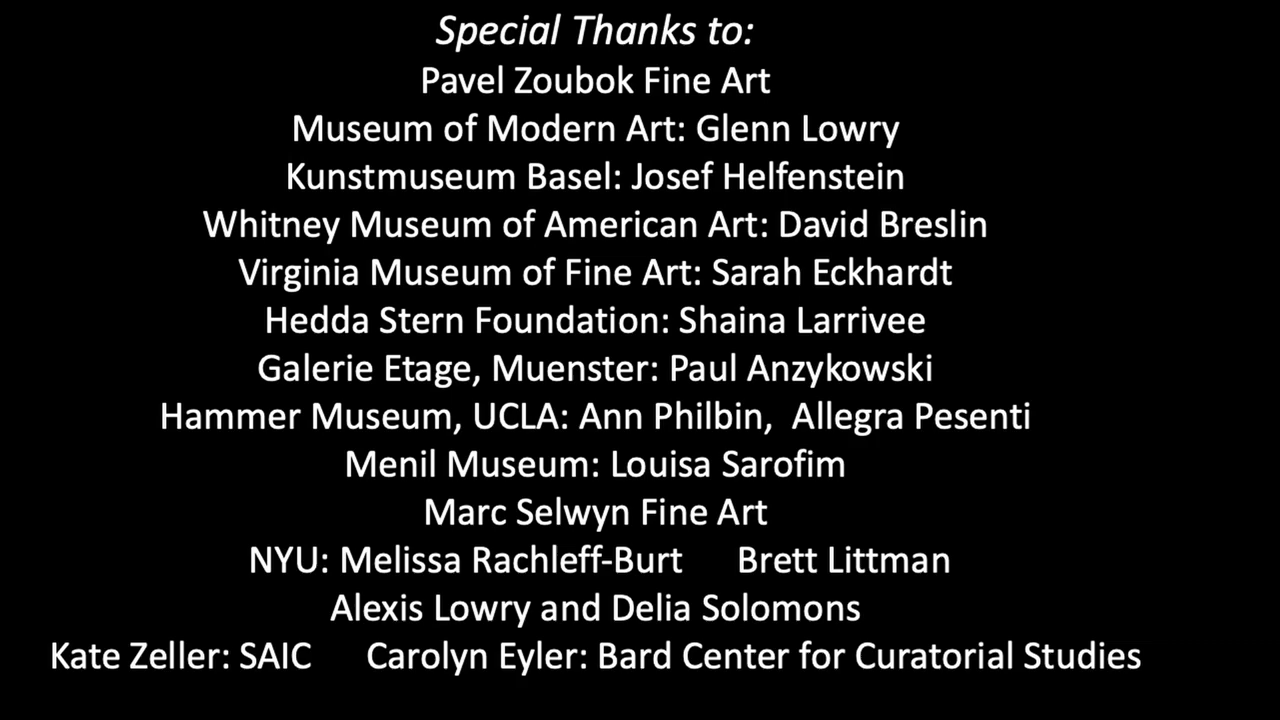 Special Thanks to:
Pavel Zoubok Fine Art
Museum of Modern Art: Glenn Lowry
Kunstmuseum Basel: Josef Helfenstein
Whitney Museum of American Art: David Breslin
Virginia Museum of Fine Art: Sarah Eckhardt
Hedda Stern Foundation: Shaina Larrivee
Galerie Etage, Muenster: Paul Anzykowski
Hammer Museum, UCLA: Ann Philbin,  Allegra Pesenti
Menil Museum: Louisa Sarofim
Marc Selwyn Fine Art
NYU: Melissa Rachleff-Burt     Brett Littman
Alexis Lowry and Delia Solomons
Kate Zeller: SAIC     Carolyn Eyler: Bard Center for Curatorial Studies